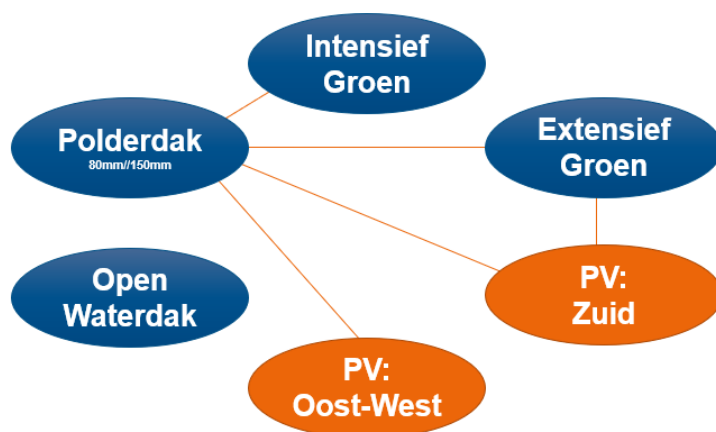 Intensief
Groen
Polderdak
80mm//150mm
Extensief
Groen
Open
Waterdak
PV:
Zuid
PV:
Oost-West